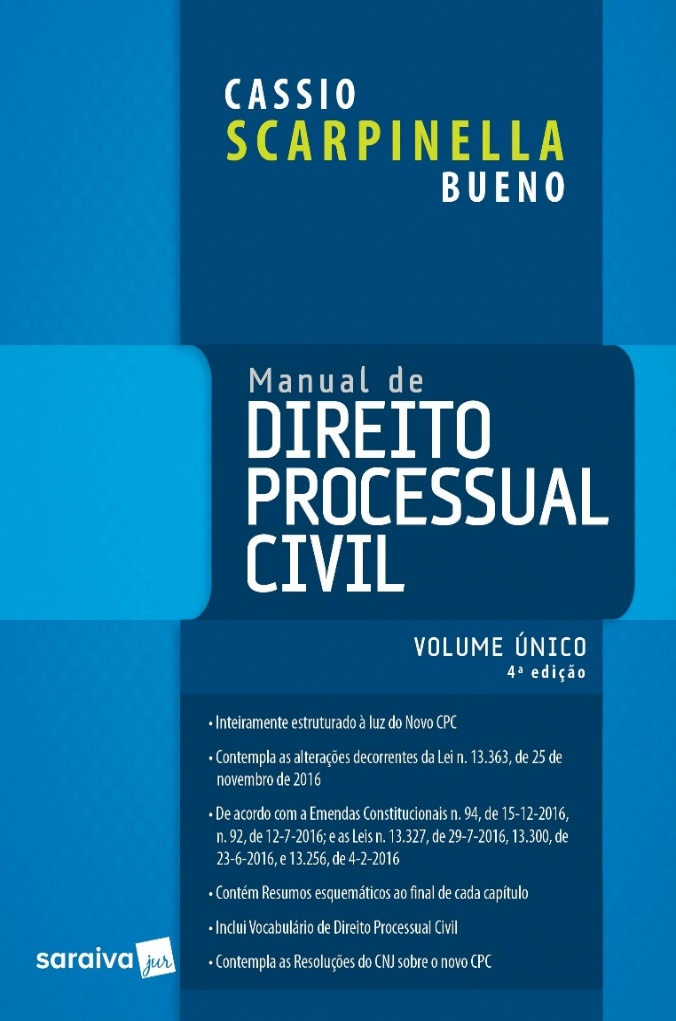 CASSIO
SCARPINELLA
BUENO
Manual de
DIREITO
PROCESSUAL
CIVIL
VOLUME ÚNICO
4ª edição
• Inteiramente estruturado à luz do Novo CPC
• Contempla as alterações decorrentes da Lei n. 13.363, de 25 de
novembro de 2016
• De acordo com a Emendas Constitucionais n. 94, de 15-12-2016,
n. 92, de 12-7-2016; e as Leis n. 13.327, de 29-7-2016, 13.300, de
23-6-2016, e 13.256, de 4-2-2016
• Contém Resumos esquemáticos ao final de cada capítulo
• Inclui Vocabulário de Direito Processual Civil
• Contempla as Resoluções do CNJ sobre o novo CPC
saraiva jur